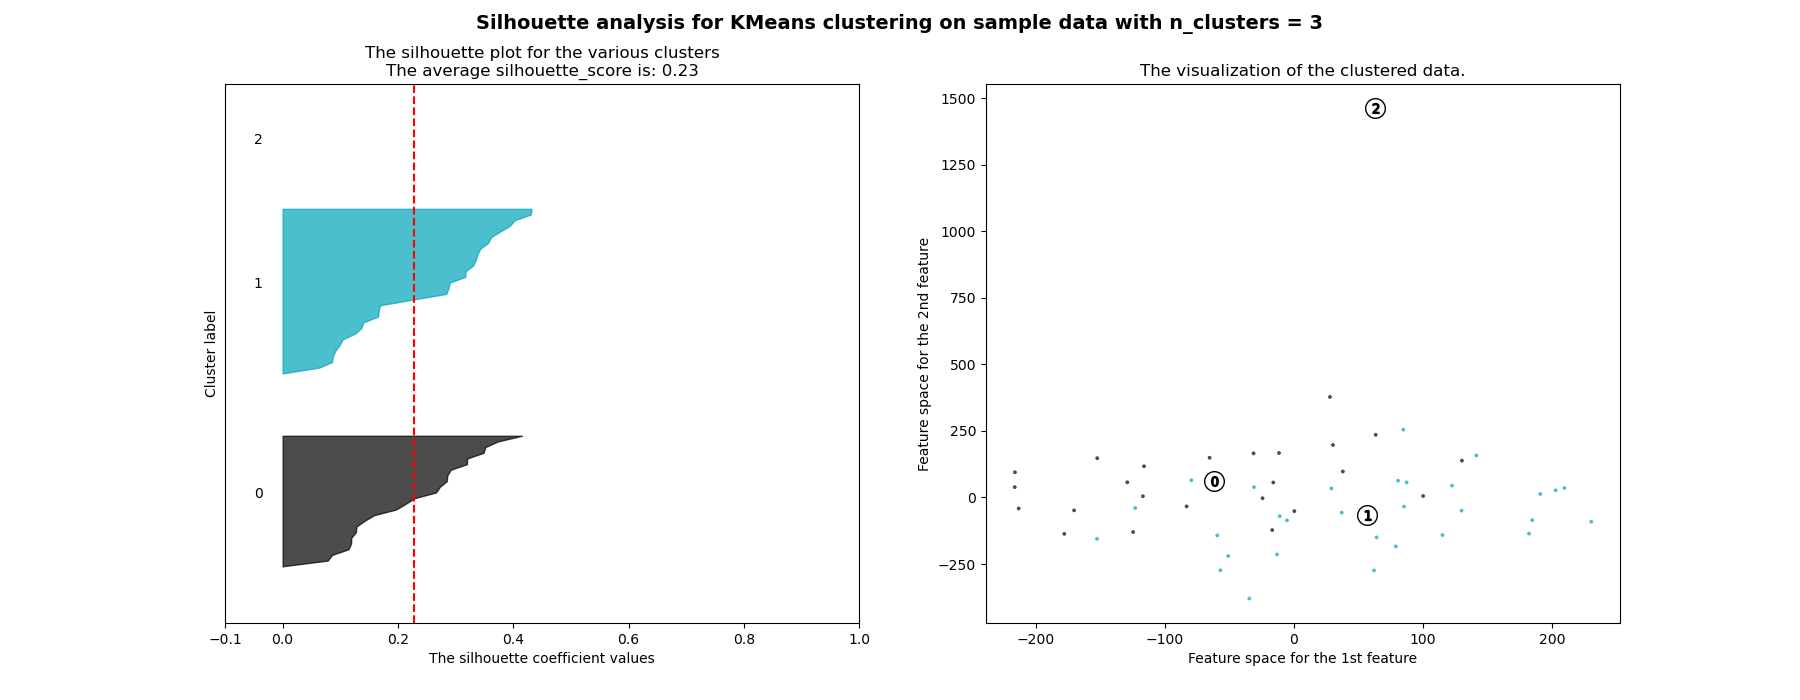 Silhouette analysis for KMeans clustering on sample data with n_clusters = 3
The silhouette plot for the various clusters
The average silhouette_score is: 0.23
2
1
0
Cluster label
−0.1 0.0 0.2 0.4 0.6 0.8 1.0
The silhouette coefficient values
The visualization of the clustered data.
1500
1250
1000
750
500
250
0
−250
Feature space for the 2nd feature
2
0
1
−200 −100 0 100 200
Feature space for the 1st feature